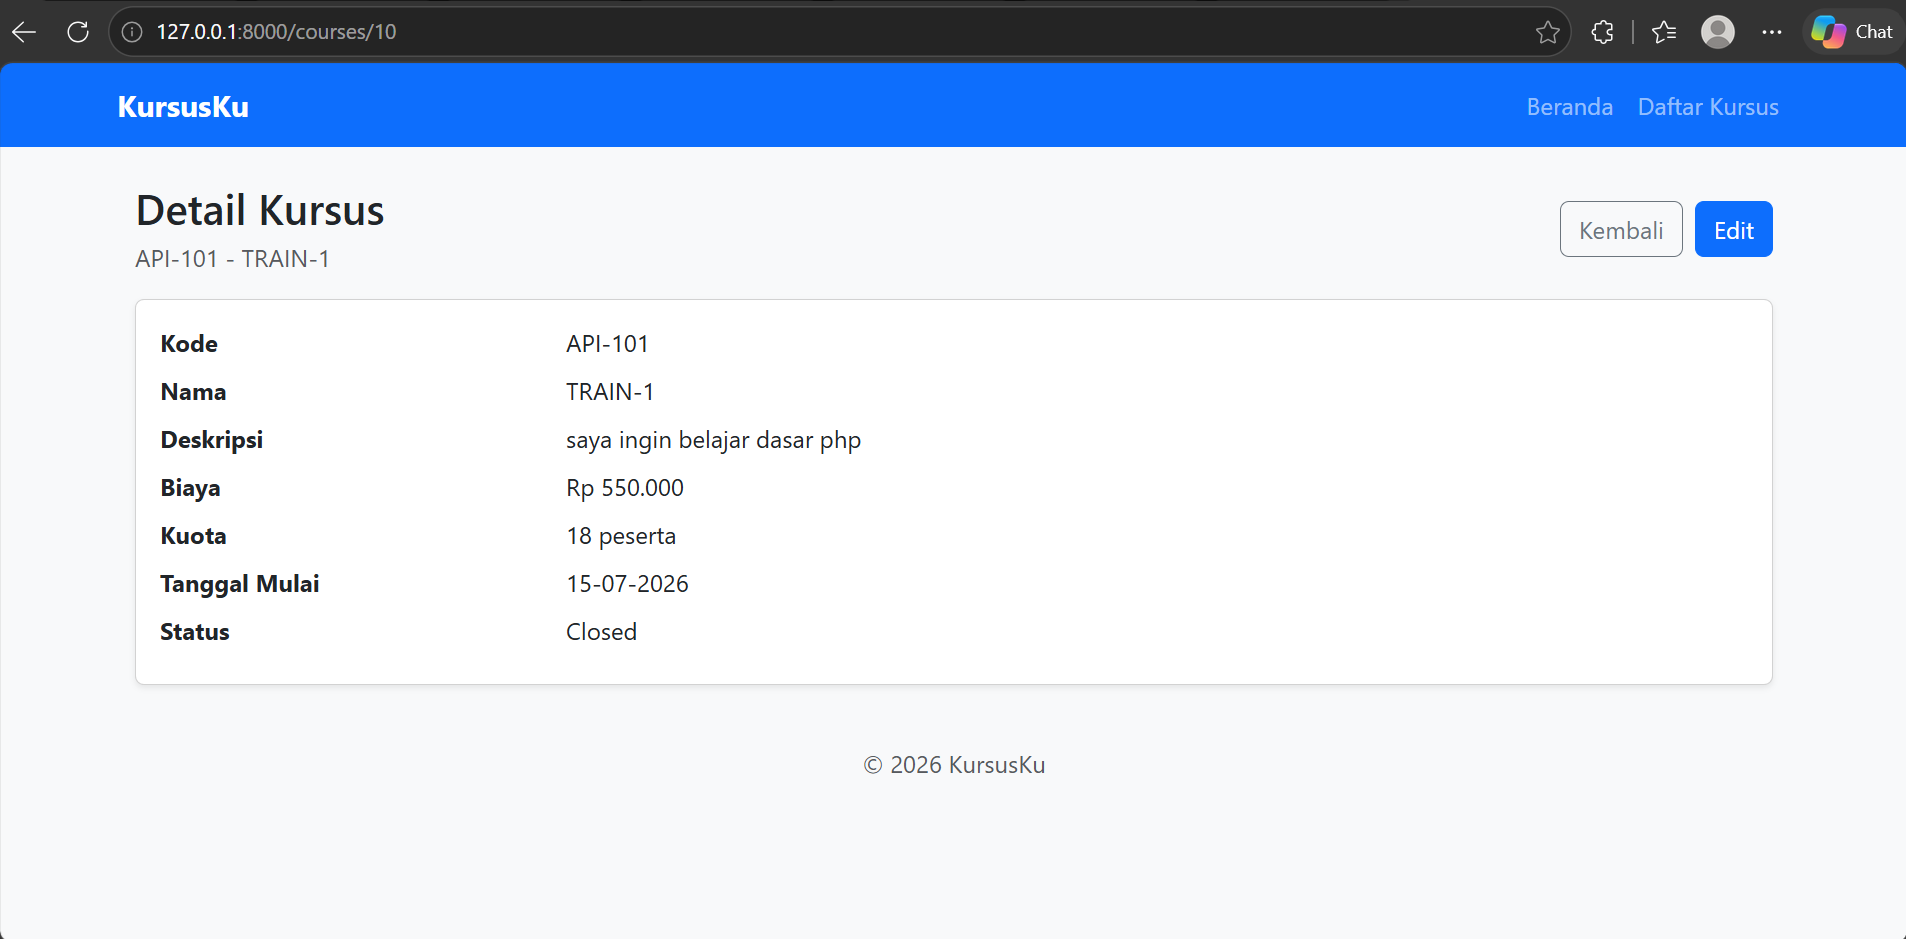 127.0.0.1:8000/courses/10
Chat
KursusKu
Beranda Daftar Kursus
Detail Kursus
API-101 - TRAIN-1
Kembali Edit
Kode API-101
Nama TRAIN-1
Deskripsi saya ingin belajar dasar php
Biaya Rp 550.000
Kuota 18 peserta
Tanggal Mulai 15-07-2026
Status Closed
© 2026 KursusKu